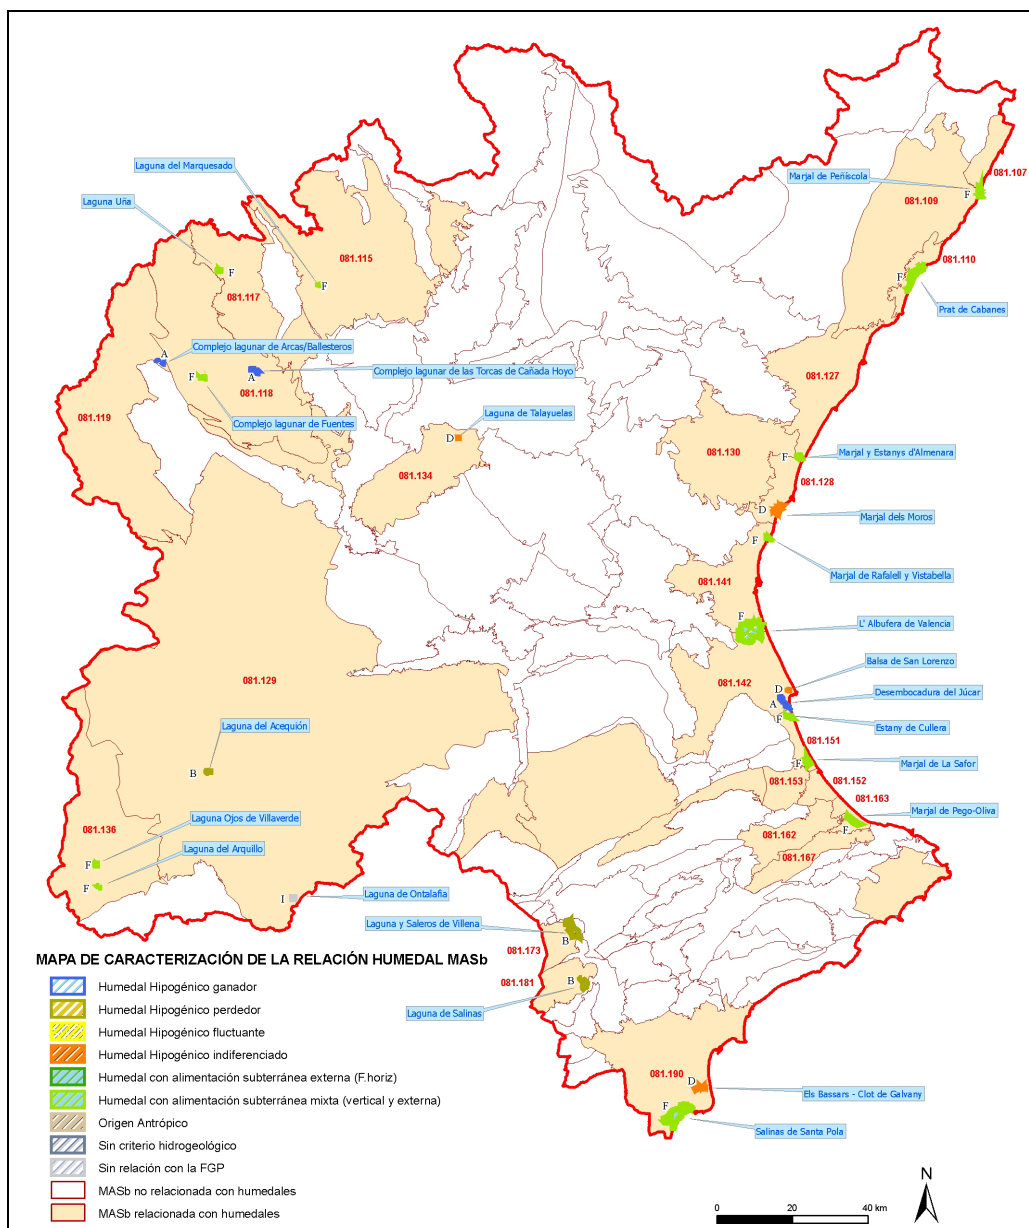 Laguna del Marquesado
Marjal de Peñíscola
F
081.107
Laguna Uña
081.109
081.110
081.115
F
F
F
Prat de Cabanes
081.117
Complejo lagunar de Arcas/Ballesteros
A
Complejo lagunar de las Torcas de Cañada Hoyo
A
F
081.118
081.127
081.119
Complejo lagunar de Fuentes
Laguna de Talayuelas
D
081.134
081.130
F
Marjal y Estanys d'Almenara
081.128
D
Marjal dels Moros
F
Marjal de Rafalell y Vistabella
081.141
F
L' Albufera de Valencia
081.129
081.142
Balsa de San Lorenzo
D
Desembocadura del Júcar
A
F
Estany de Cullera
Laguna del Acequión
B
081.151
F
Marjal de La Safor
081.153
081.152
081.163
Marjal de Pego-Oliva
F
Laguna Ojos de Villaverde
081.136
081.162
Laguna del Arquillo
F
F
081.167
I
Laguna de Ontalafia
Laguna y Saleros de Villena
B
081.173
081.181
B
Laguna de Salinas
081.190
D
Els Bassars - Clot de Galvany
F
Salinas de Santa Pola
MAPA DE CARACTERIZACIÓN DE LA RELACIÓN HUMEDAL MASb
Humedal Hipogénico ganador
Humedal Hipogénico perdedor
Humedal Hipogénico fluctuante
Humedal Hipogénico indiferenciado
Humedal con alimentación subterránea externa (F.horiz)
Humedal con alimentación subterránea mixta (vertical y externa)
Origen Antrópico
Sin criterio hidrogeológico
Sin relación con la FGP
MASb no relacionada con humedales
MASb relacionada con humedales
N
0 20 40 km